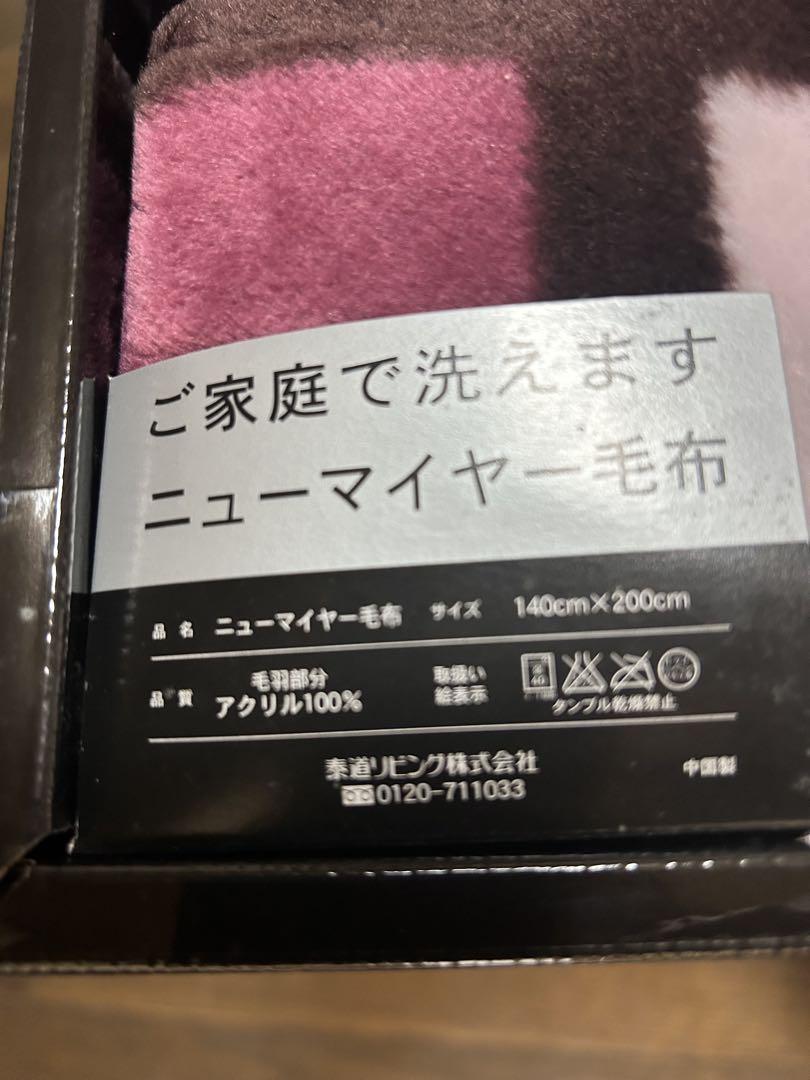 ご家庭で洗えます
ニューマイヤー毛布
品名 ニューマイヤー毛布 サイズ 140cm×200cm
品質 毛羽部分 アクリル100% 取扱い 絵表示
タンブル乾燥禁止
泰道リビング株式会社
0120-711033
中国製